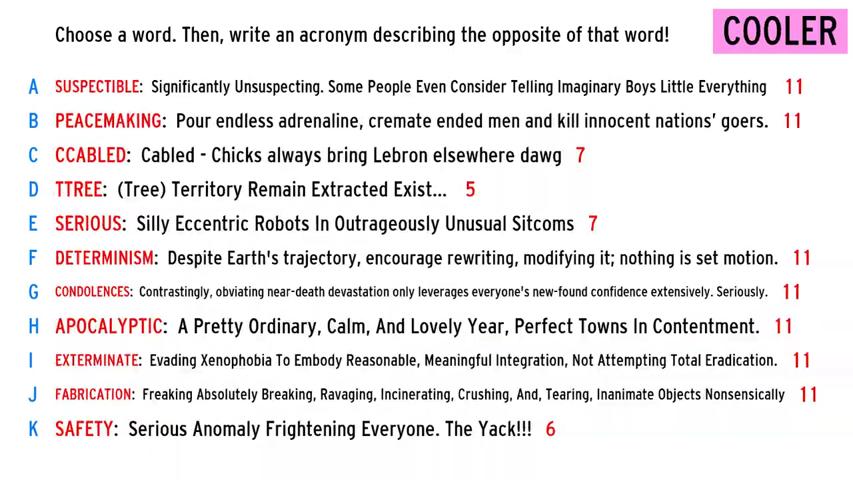 Choose a word. Then, write an acronym describing the opposite of that word!
COOLER
A SUSPECTIBLE: Significantly Unsuspecting. Some People Even Consider Telling Imaginary Boys Little Everything 11
B PEACEMAKING: Pour endless adrenaline, cremate ended men and kill innocent nations' goers. 11
C CCABLED: Cabled - Chicks always bring Lebron elsewhere dawg 7
D TTREE: (Tree) Territory Remain Extracted Exist... 5
E SERIOUS: Silly Eccentric Robots In Outrageously Unusual Sitcoms 7
F DETERMINISM: Despite Earth's trajectory, encourage rewriting, modifying it; nothing is set motion. 11
G CONDOLENCES: Contrastingly, obviating near-death devastation only leverages everyone's new-found confidence extensively. Seriously. 11
H APOCALYPTIC: A Pretty Ordinary, Calm, And Lovely Year, Perfect Towns In Contentment. 11
I EXTERMINATE: Evading Xenophobia To Embody Reasonable, Meaningful Integration, Not Attempting Total Eradication. 11
J FABRICATION: Freaking Absolutely Breaking, Ravaging, Incinerating, Crushing, And, Tearing, Inanimate Objects Nonsensically 11
K SAFETY: Serious Anomaly Frightening Everyone. The Yack!!! 6